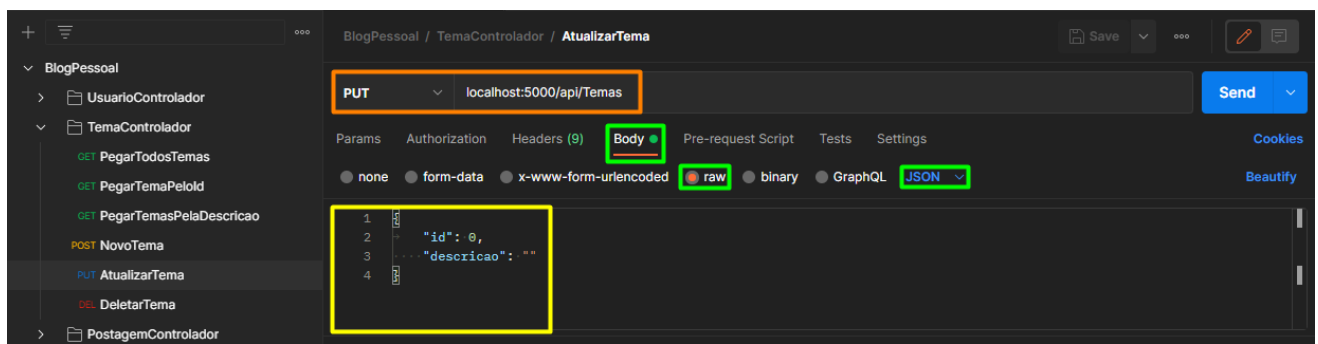 BlogPessoal / TemaControlador / AtualizarTema
Save
BlogPessoal
UsuarioControlador
TemaControlador
GET PegarTodosTemas
GET PegarTemaPeloId
GET PegarTemasPelaDescricao
POST NovoTema
PUT AtualizarTema
DEL DeletarTema
PostagemControlador
PUT localhost:5000/api/Temas
Send
Params Authorization Headers (9) Body Pre-request Script Tests Settings Cookies
none form-data x-www-form-urlencoded raw binary GraphQL JSON Beautify
1 {
2 "id": 0,
3 "descricao": ""
4 }